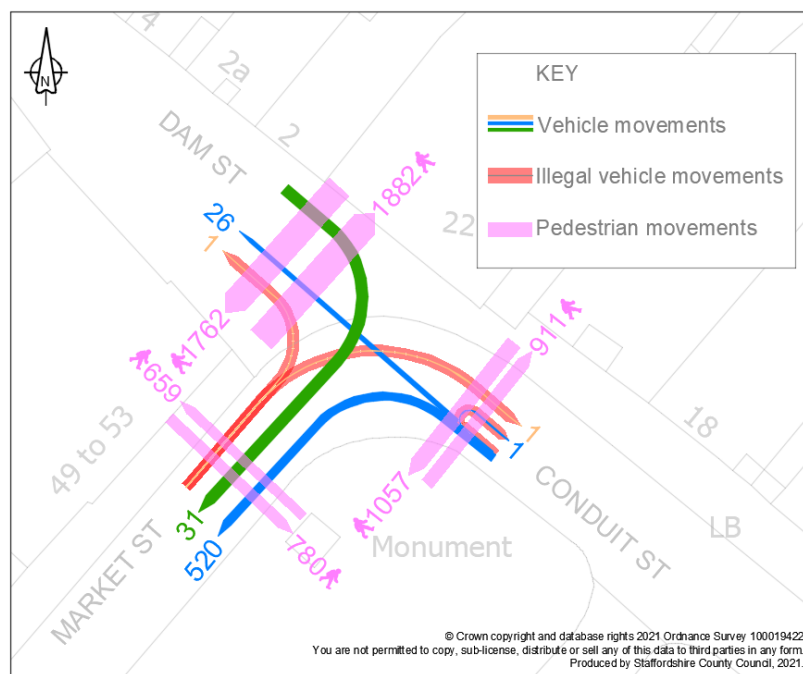 4
2a
2
DAM ST
N
KEY
Vehicle movements
Illegal vehicle movements
Pedestrian movements
22
1882
26
1
1762
659
911
49 to 53
18
1
1
1057
31
520
780
MARKET ST
Monument
CONDUIT ST
LB
© Crown copyright and database rights 2021 Ordnance Survey 100019422
You are not permitted to copy, sub-license, distribute or sell any of this data to third parties in any form.
Produced by Staffordshire County Council, 2021.